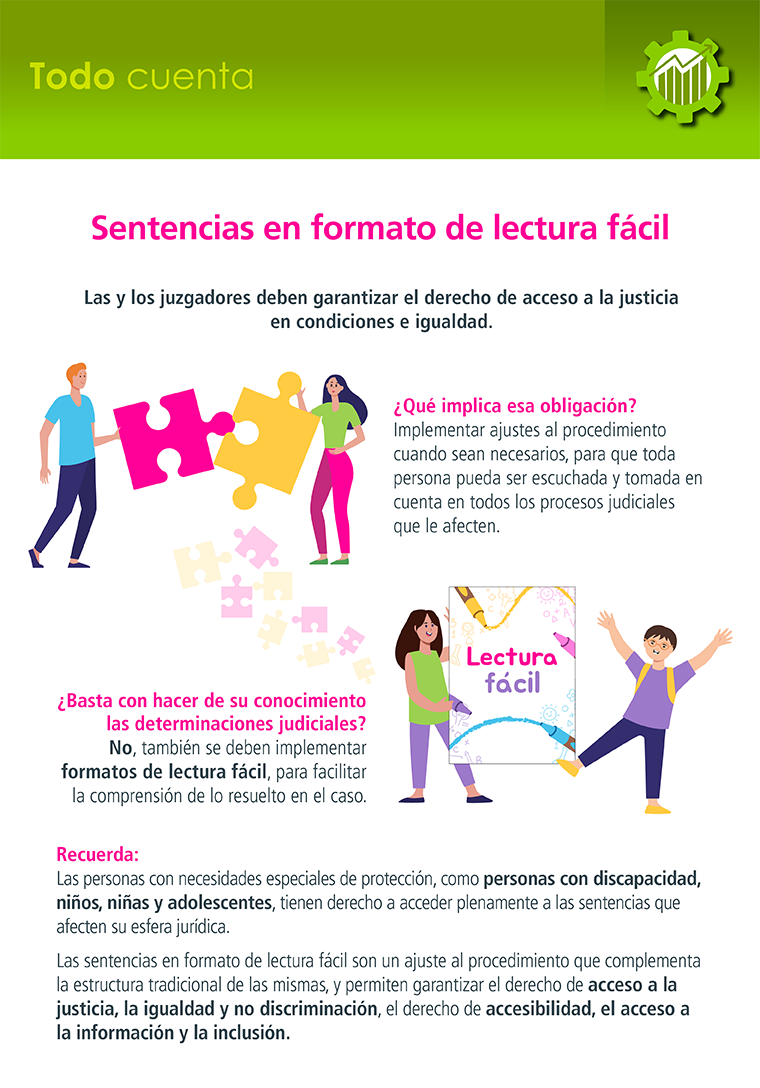 Todo cuenta
Sentencias en formato de lectura fácil
Las y los juzgadores deben garantizar el derecho de acceso a la justicia
en condiciones e igualdad.
¿Qué implica esa obligación?
Implementar ajustes al procedimiento
cuando sean necesarios, para que toda
persona pueda ser escuchada y tomada en
cuenta en todos los procesos judiciales
que le afecten.
Lectura
fácil
¿Basta con hacer de su conocimiento
las determinaciones judiciales?
No, también se deben implementar
formatos de lectura fácil, para facilitar
la comprensión de lo resuelto en el caso.
Recuerda:
Las personas con necesidades especiales de protección, como personas con discapacidad,
niños, niñas y adolescentes, tienen derecho a acceder plenamente a las sentencias que
afecten su esfera jurídica.
Las sentencias en formato de lectura fácil son un ajuste al procedimiento que complementa
la estructura tradicional de las mismas, y permiten garantizar el derecho de acceso a la
justicia, la igualdad y no discriminación, el derecho de accesibilidad, el acceso a
la información y la inclusión.